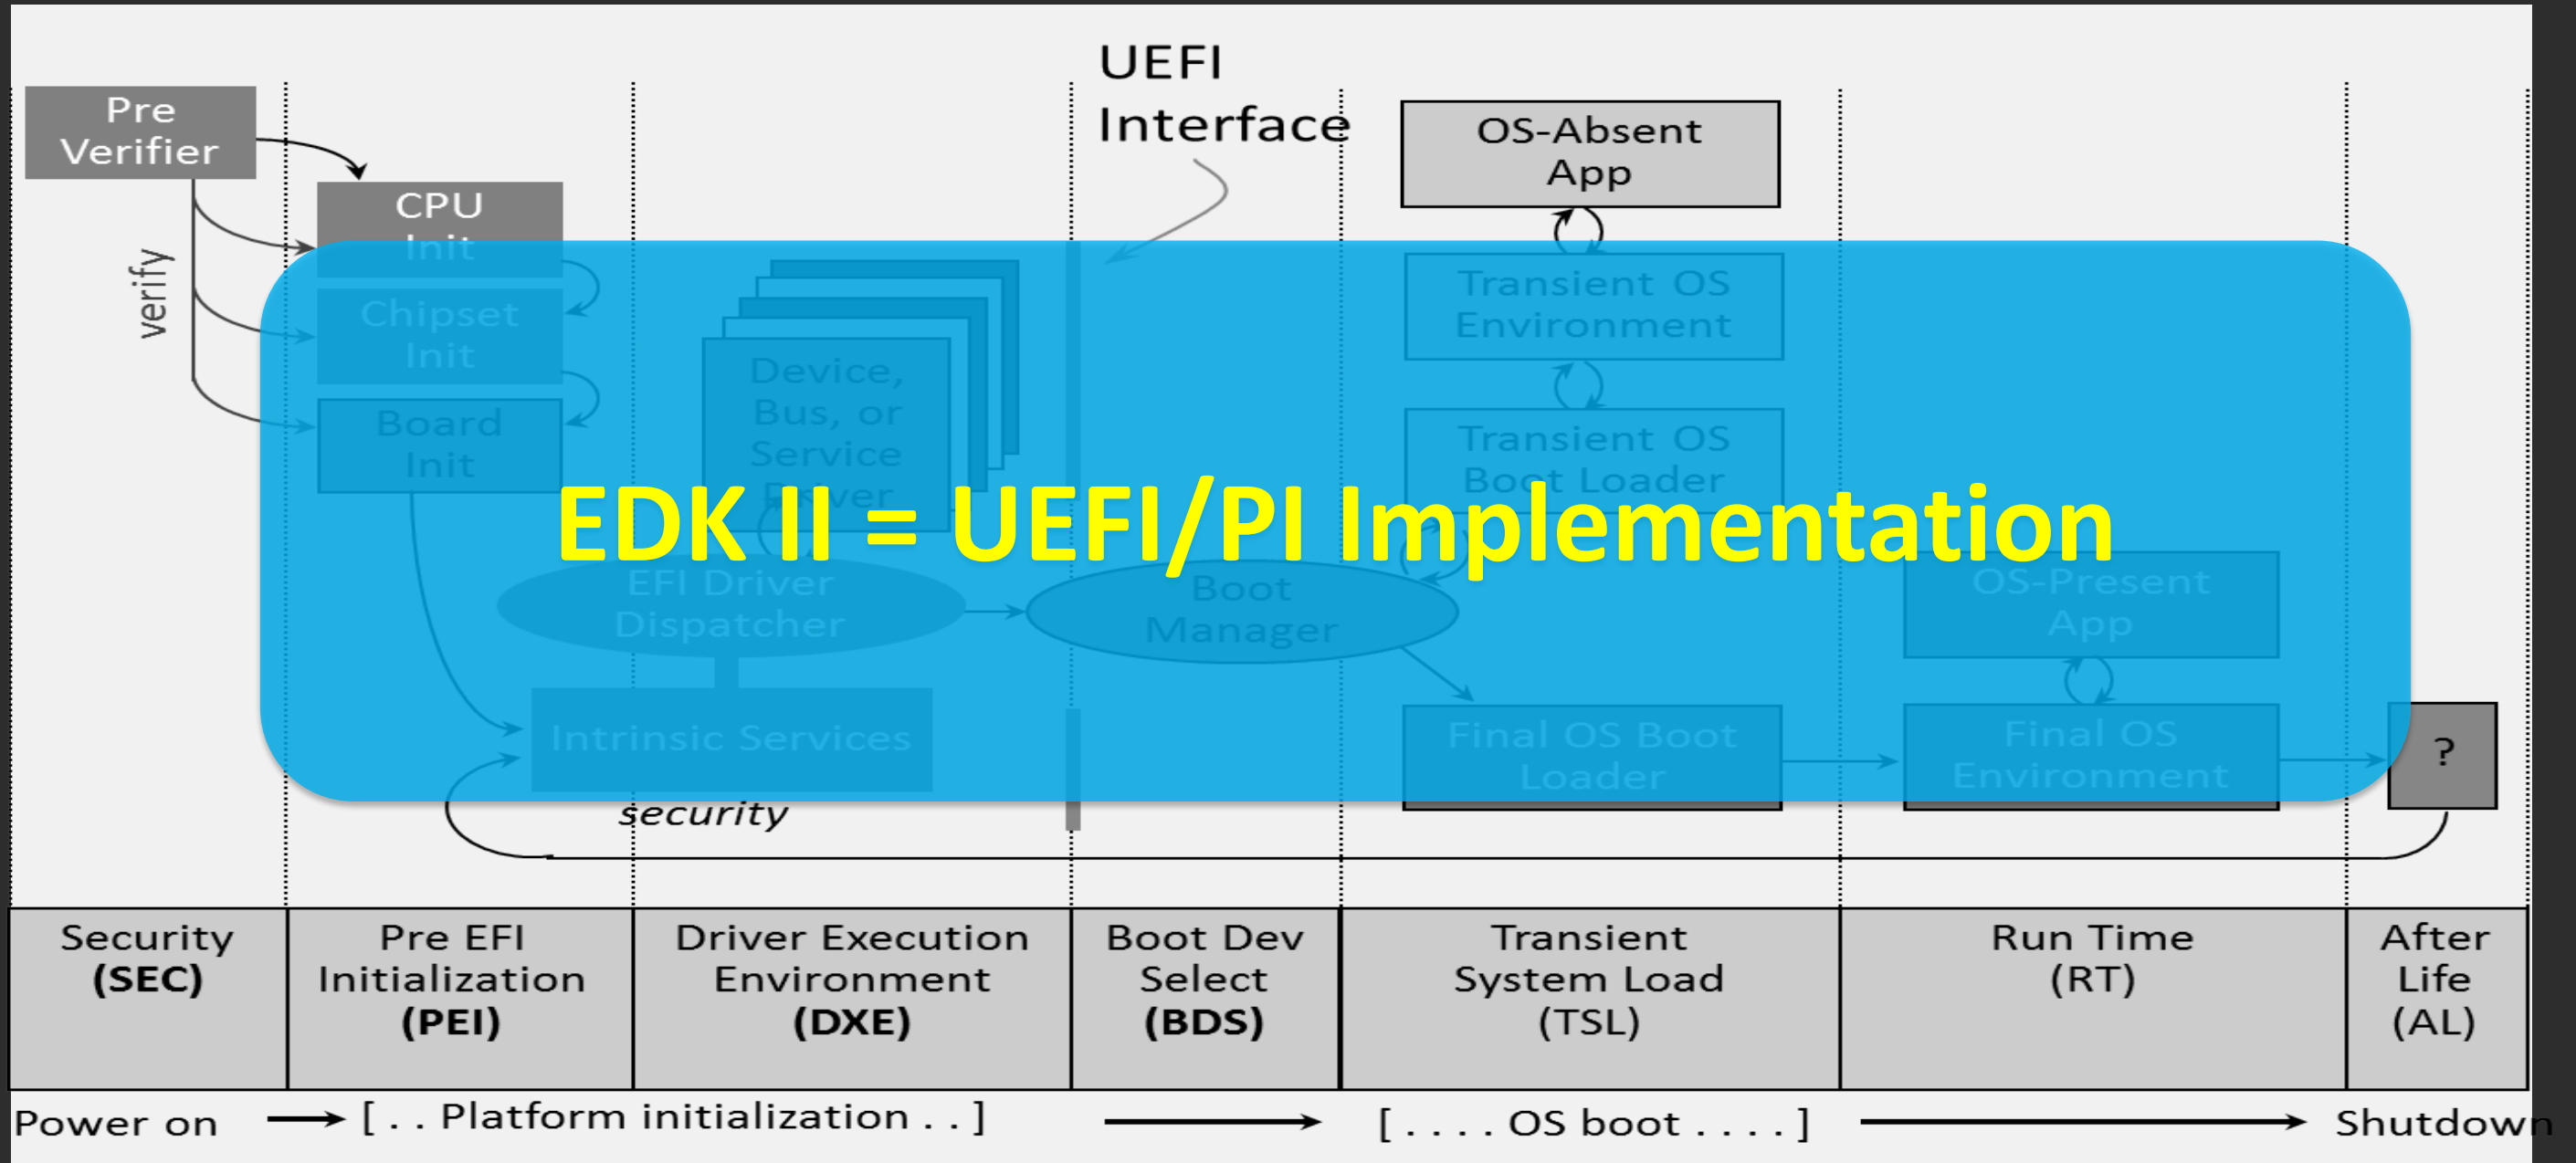 UEFI
Interface
Pre
Verifier
verify
CPU
Init
Chipset
Init
Board
Init
Device,
Bus, or
Service
Driver
EFI Driver
Dispatcher
Intrinsic Services
security
Boot
Manager
OS-Absent
App
Transient OS
Environment
Transient OS
Boot Loader
Final OS Boot
Loader
OS-Present
App
Final OS
Environment
?
EDK II = UEFI/PI Implementation
Security
(SEC)
Pre EFI
Initialization
(PEI)
Driver Execution
Environment
(DXE)
Boot Dev
Select
(BDS)
Transient
System Load
(TSL)
Run Time
(RT)
After
Life
(AL)
Power on
[ . . Platform initialization . . ]
[ . . . . OS boot . . . . ]
Shutdown